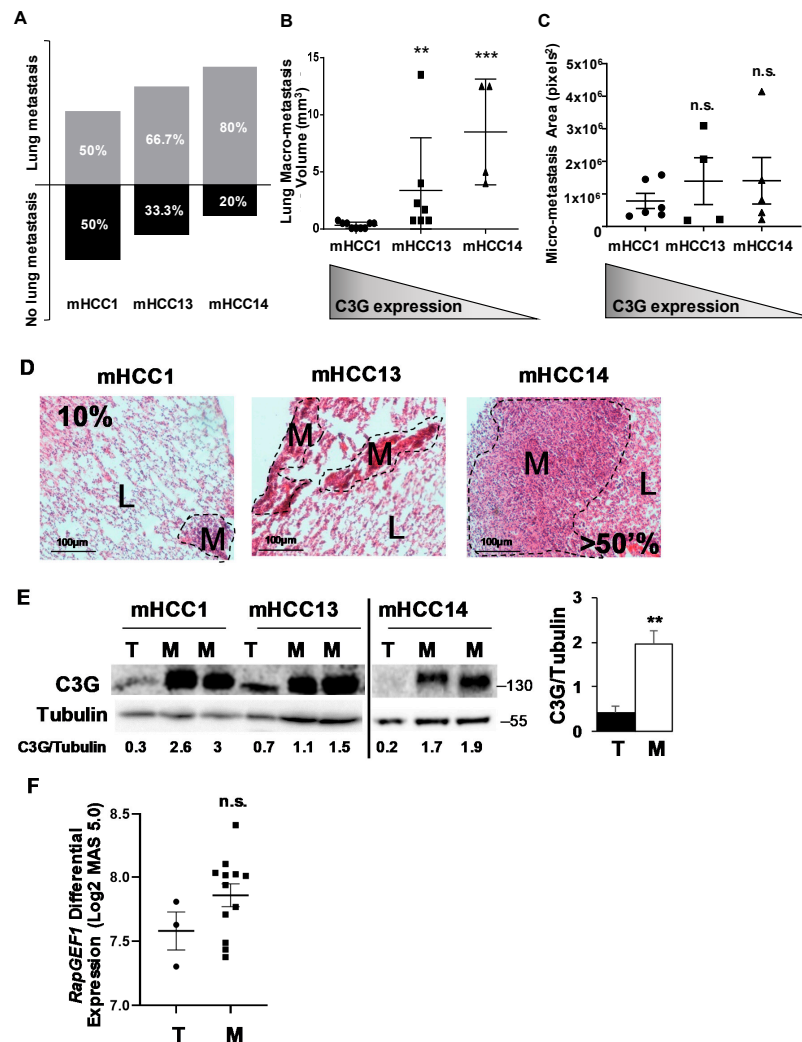 A
Lung metastasis
No lung metastasis
50%
66.7%
80%
50%
33.3%
20%
mHCC1
mHCC13
mHCC14
B
Lung Macro-metastasis
Volume (mm³)
15
10
5
0
**
***
mHCC1
mHCC13
mHCC14
C3G expression
C
Micro-metastasis
Area (pixels²)
5x10⁶
4x10⁶
3x10⁶
2x10⁶
1x10⁶
0
n.s.
n.s.
mHCC1
mHCC13
mHCC14
C3G expression
D
mHCC1
mHCC13
mHCC14
10%
L
M
100µm
M
M
L
100µm
M
L
100µm
>50'%
E
mHCC1
mHCC13
mHCC14
T M M T M M T M M
C3G
–130
Tubulin
–55
C3G/Tubulin 0.3 2.6 3 0.7 1.1 1.5 0.2 1.7 1.9
C3G/Tubulin
3
2
1
0
**
T M
F
RapGEF1 Differential
Expression (Log2 MAS 5.0)
8.5
8.0
7.5
7.0
n.s.
T M